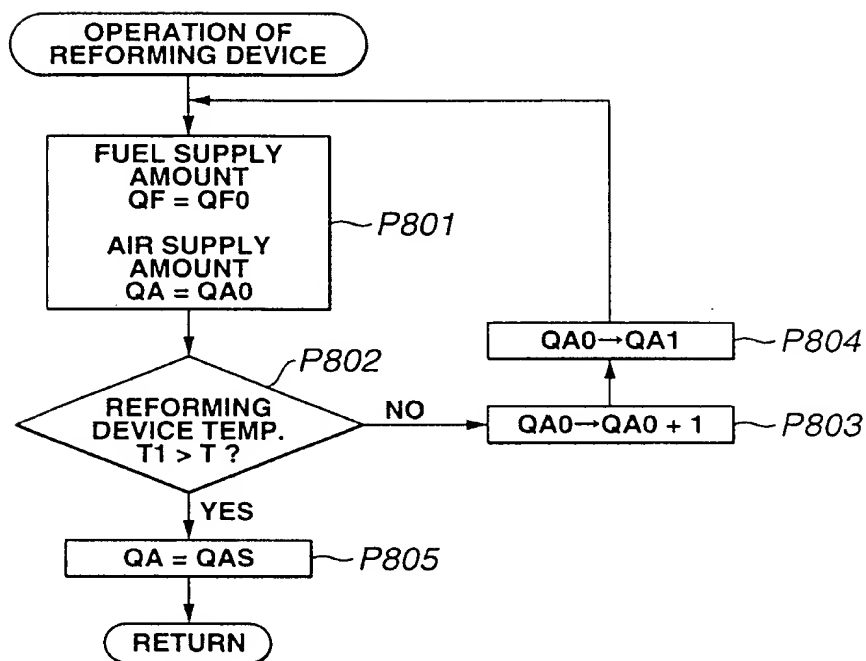 OPERATION OF
REFORMING DEVICE
FUEL SUPPLY
AMOUNT
QF = QF0
AIR SUPPLY
AMOUNT
QA = QA0
P801
P802
REFORMING
DEVICE TEMP.
T1 > T ?
NO
QA0→QA0 + 1
P803
QA0→QA1
P804
YES
QA = QAS
P805
RETURN